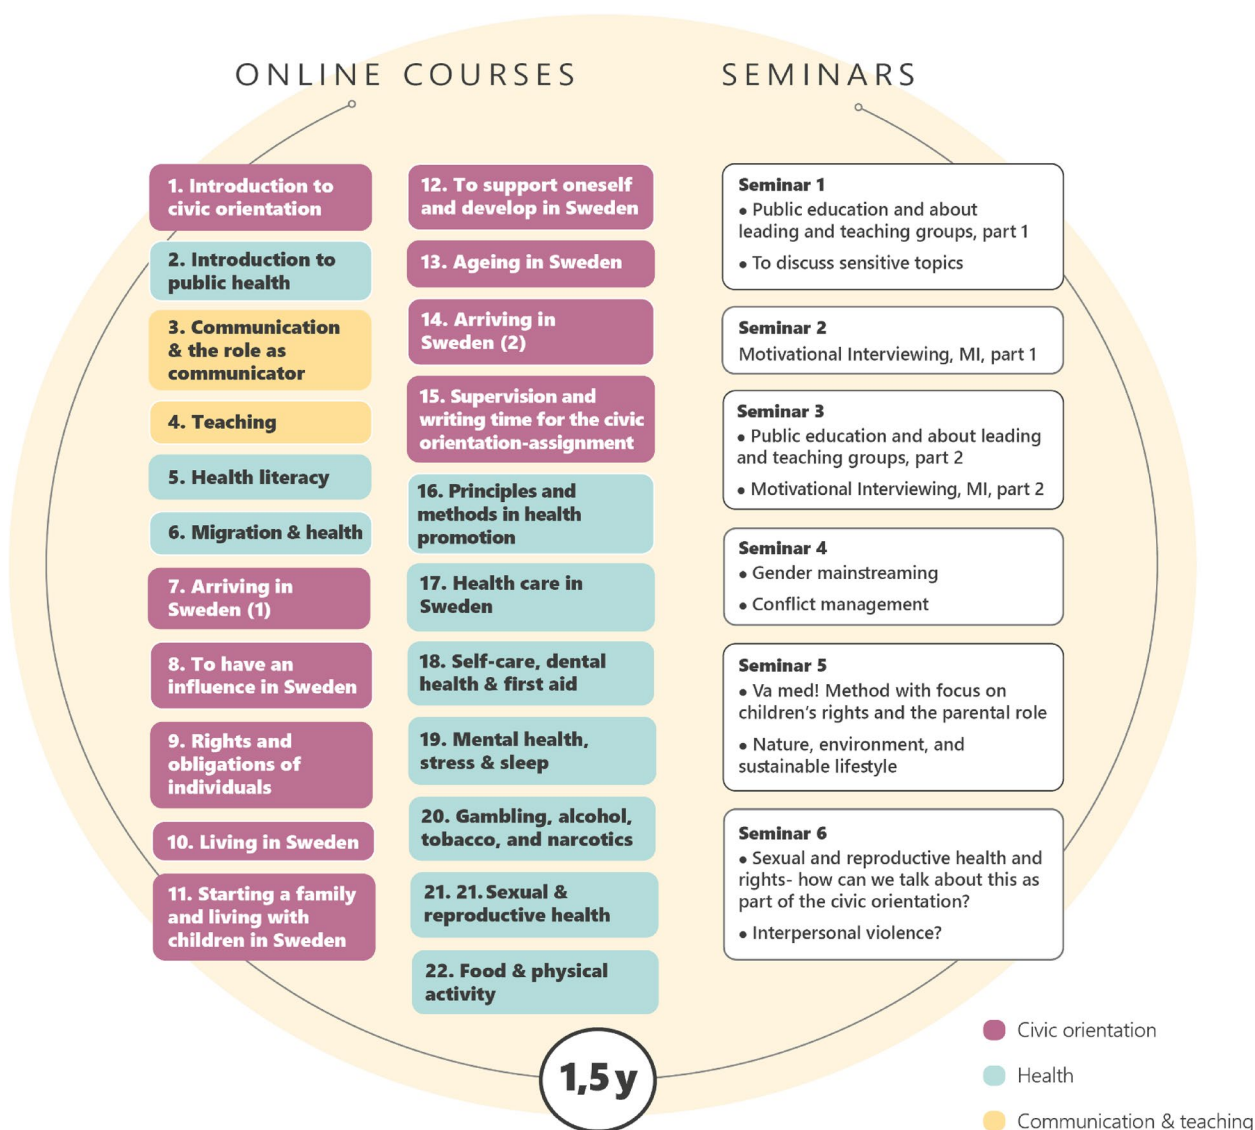 ONLINE COURSES
1. Introduction to
civic orientation
2. Introduction to
public health
3. Communication
& the role as
communicator
4. Teaching
5. Health literacy
6. Migration & health
7. Arriving in
Sweden (1)
8. To have an
influence in Sweden
9. Rights and
obligations of
individuals
10. Living in Sweden
11. Starting a family
and living with
children in Sweden
12. To support oneself
and develop in Sweden
13. Ageing in Sweden
14. Arriving in
Sweden (2)
15. Supervision and
writing time for the civic
orientation-assignment
16. Principles and
methods in health
promotion
17. Health care in
Sweden
18. Self-care, dental
health & first aid
19. Mental health,
stress & sleep
20. Gambling, alcohol,
tobacco, and narcotics
21. 21. Sexual &
reproductive health
22. Food & physical
activity
SEMINARS
Seminar 1
• Public education and about
leading and teaching groups, part 1
• To discuss sensitive topics
Seminar 2
Motivational Interviewing, MI, part 1
Seminar 3
• Public education and about leading
and teaching groups, part 2
• Motivational Interviewing, MI, part 2
Seminar 4
• Gender mainstreaming
• Conflict management
Seminar 5
• Va med! Method with focus on
children's rights and the parental role
• Nature, environment, and
sustainable lifestyle
Seminar 6
• Sexual and reproductive health and
rights- how can we talk about this as
part of the civic orientation?
• Interpersonal violence?
1,5 y
Civic orientation
Health
Communication & teaching